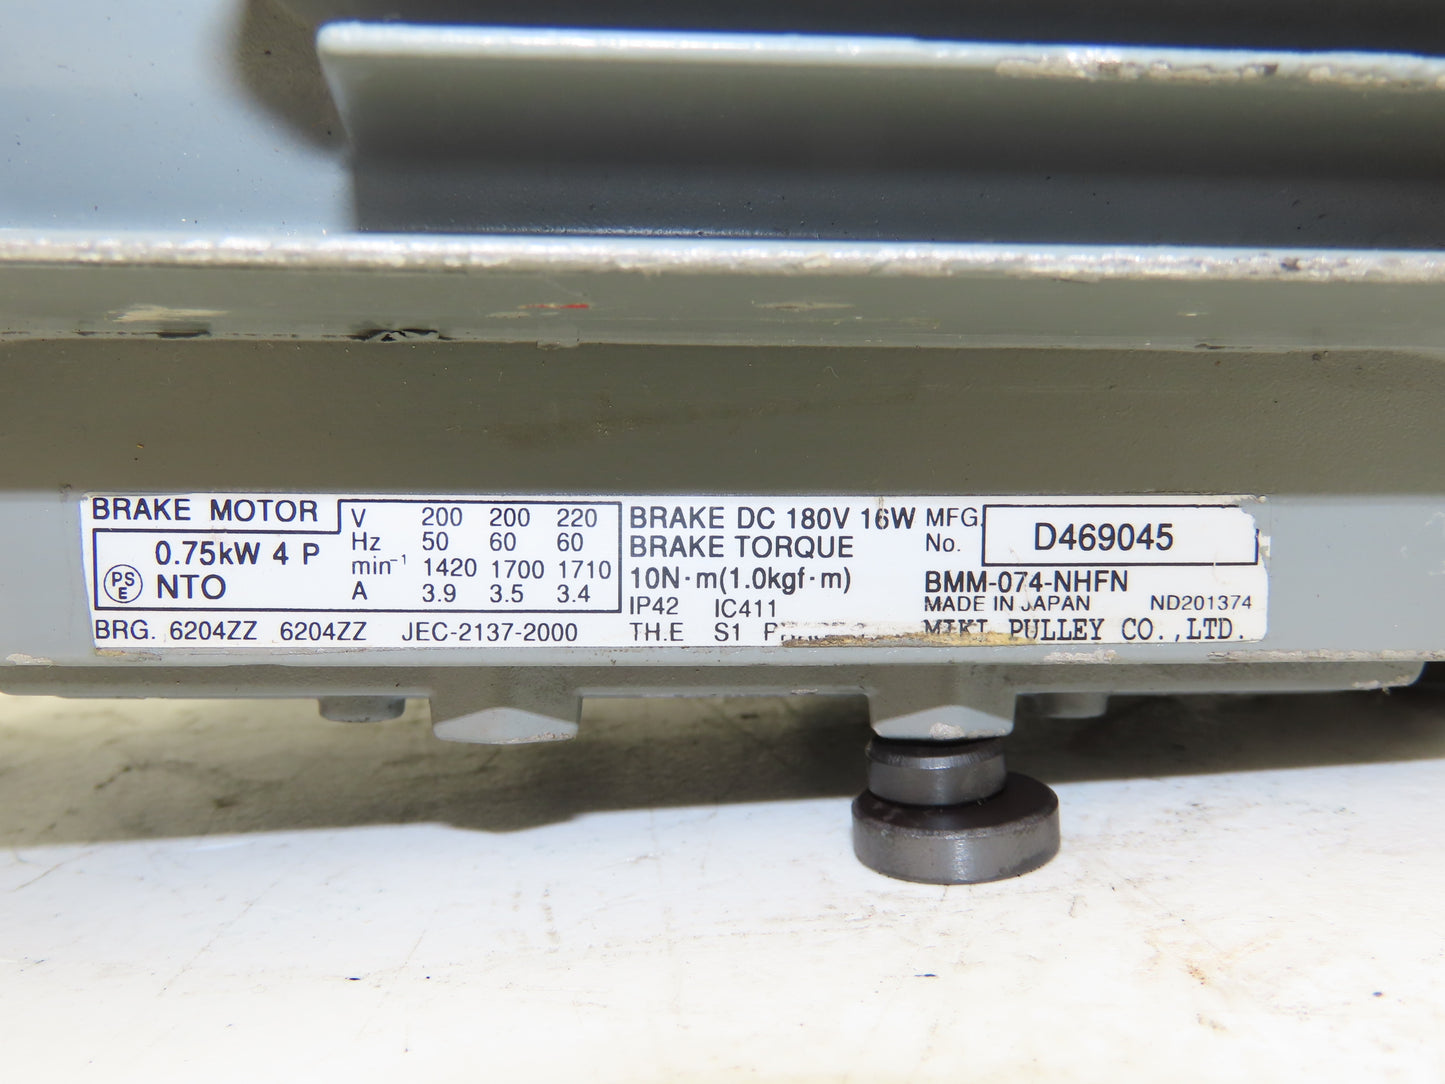 BRAKE MOTOR
0.75kW 4 P
PS E NTO
V 200 200 220
Hz 50 60 60
min⁻¹ 1420 1700 1710
A 3.9 3.5 3.4
BRG. 6204ZZ 6204ZZ JEC-2137-2000
BRAKE DC 180V 16W
BRAKE TORQUE
10N·m(1.0kgf·m)
IP42 IC411
TH.E S1
MFG. No. D469045
BMM-074-NHFN
MADE IN JAPAN ND201374
MIKI PULLEY CO.,LTD.